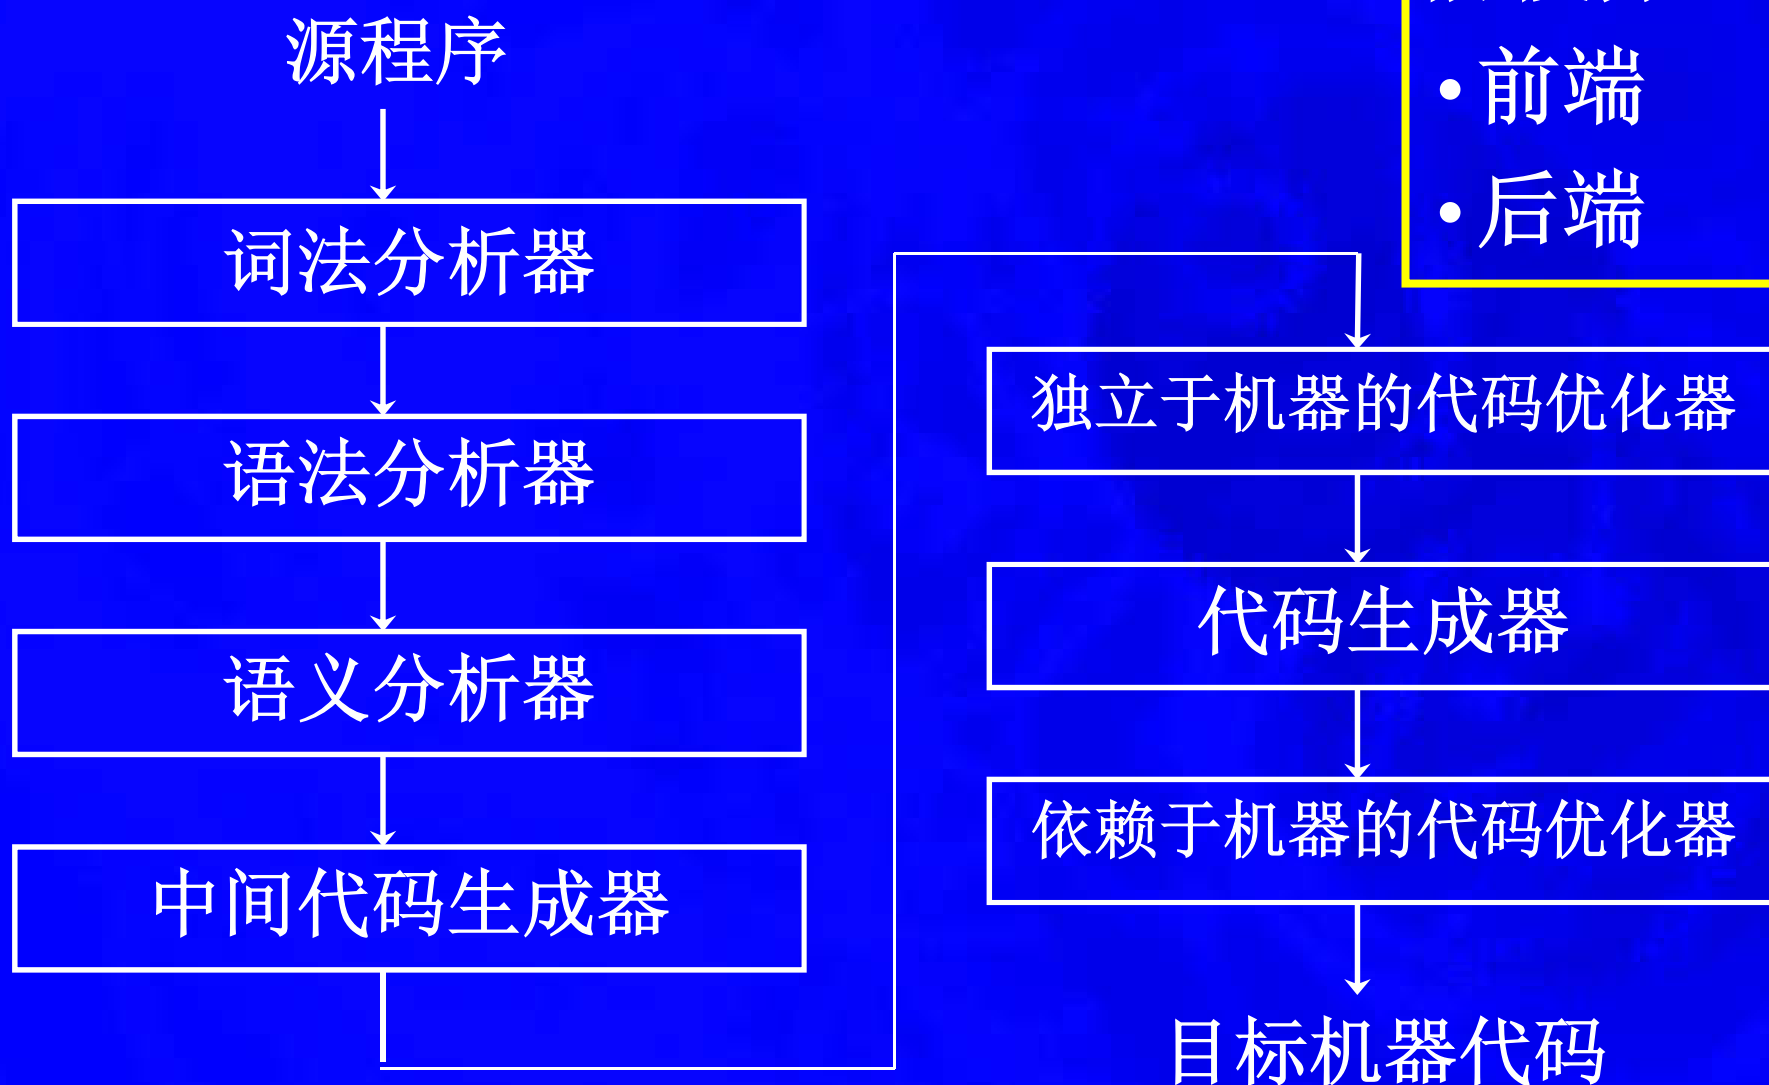 源程序
词法分析器
语法分析器
语义分析器
中间代码生成器
• 前端
• 后端
独立于机器的代码优化器
代码生成器
依赖于机器的代码优化器
目标机器代码